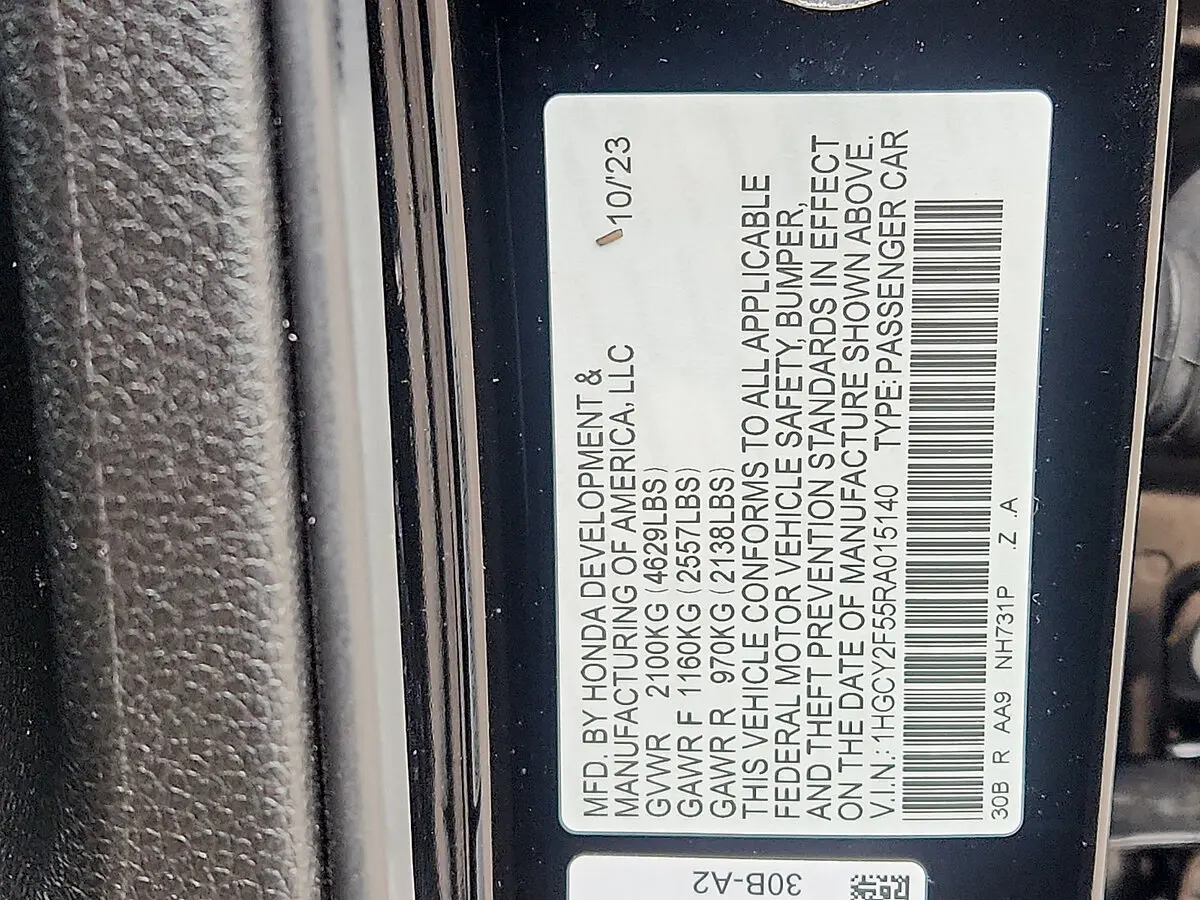 MFD. BY HONDA DEVELOPMENT &
MANUFACTURING OF AMERICA, LLC 10/'23
GVWR 2100KG (4629LBS)
GAWR F 1160KG (2557LBS)
GAWR R 970KG (2138LBS)
THIS VEHICLE CONFORMS TO ALL APPLICABLE
FEDERAL MOTOR VEHICLE SAFETY, BUMPER,
AND THEFT PREVENTION STANDARDS IN EFFECT
ON THE DATE OF MANUFACTURE SHOWN ABOVE.
V.I.N.: 1HGCY2F55RA015140 TYPE: PASSENGER CAR
30B R AA9 NH731P .Z .A
30B-A2